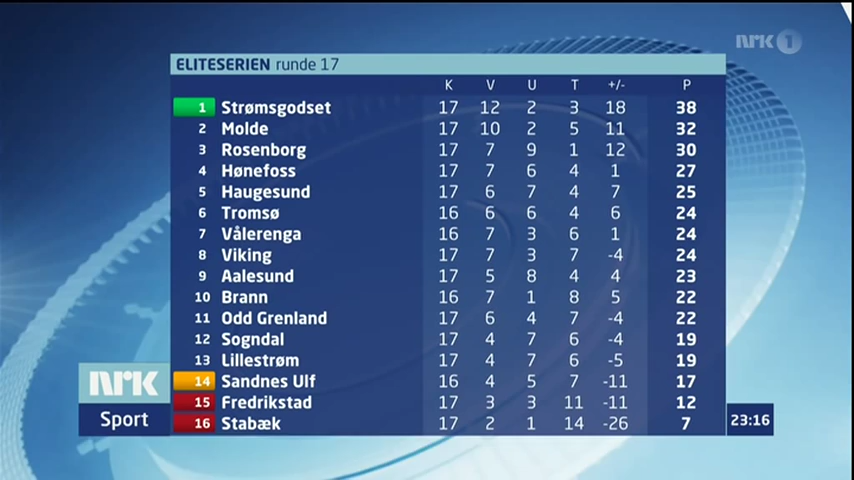 nrk 1
ELITESERIEN runde 17
K V U T +/- P
1 Strømsgodset 17 12 2 3 18 38
2 Molde 17 10 2 5 11 32
3 Rosenborg 17 7 9 1 12 30
4 Hønefoss 17 7 6 4 1 27
5 Haugesund 17 6 7 4 7 25
6 Tromsø 16 6 6 4 6 24
7 Vålerenga 16 7 3 6 1 24
8 Viking 17 7 3 7 -4 24
9 Aalesund 17 5 8 4 4 23
10 Brann 16 7 1 8 5 22
11 Odd Grenland 17 6 4 7 -4 22
12 Sogndal 17 4 7 6 -4 19
13 Lillestrøm 17 4 7 6 -5 19
14 Sandnes Ulf 16 4 5 7 -11 17
15 Fredrikstad 17 3 3 11 -11 12
16 Stabæk 17 2 1 14 -26 7
nrk
Sport
23:16